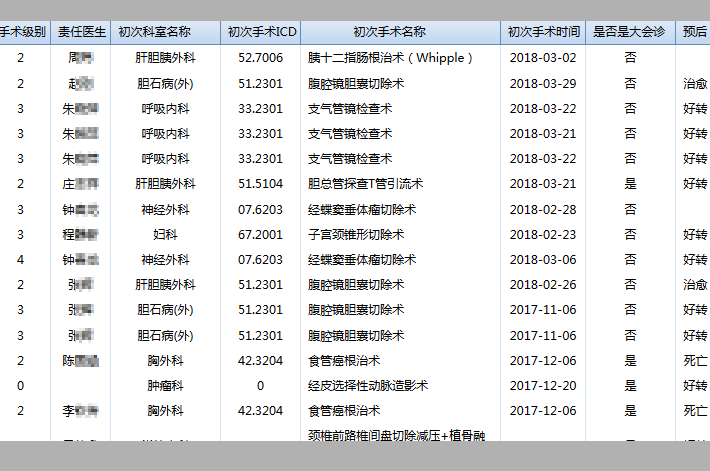 手术级别 责任医生 初次科室名称 初次手术ICD 初次手术名称 初次手术时间 是否是大会诊 预后
2 周 肝胆胰外科 52.7006 胰十二指肠根治术(Whipple) 2018-03-02 否
2 赵 胆石病(外) 51.2301 腹腔镜胆囊切除术 2018-03-29 否 治愈
3 朱 呼吸内科 33.2301 支气管镜检查术 2018-03-22 否 好转
3 朱 呼吸内科 33.2301 支气管镜检查术 2018-03-21 否 好转
3 朱 呼吸内科 33.2301 支气管镜检查术 2018-03-22 否 好转
2 庄 肝胆胰外科 51.5104 胆总管探查T管引流术 2018-03-21 是 好转
3 钟 神经外科 07.6203 经蝶窦垂体瘤切除术 2018-02-28 否
3 程 妇科 67.2001 子宫颈锥形切除术 2018-02-23 否 好转
4 钟 神经外科 07.6203 经蝶窦垂体瘤切除术 2018-03-06 否 好转
2 张 肝胆胰外科 51.2301 腹腔镜胆囊切除术 2018-02-26 否 治愈
3 张 胆石病(外) 51.2301 腹腔镜胆囊切除术 2017-11-06 否 好转
3 张 胆石病(外) 51.2301 腹腔镜胆囊切除术 2017-11-06 否 好转
2 陈 胸外科 42.3204 食管癌根治术 2017-12-06 是 死亡
0 肿瘤科 0 经皮选择性动脉造影术 2017-12-20 是 好转
2 李 胸外科 42.3204 食管癌根治术 2017-12-06 是 死亡
颈椎前路椎间盘切除减压+植骨融